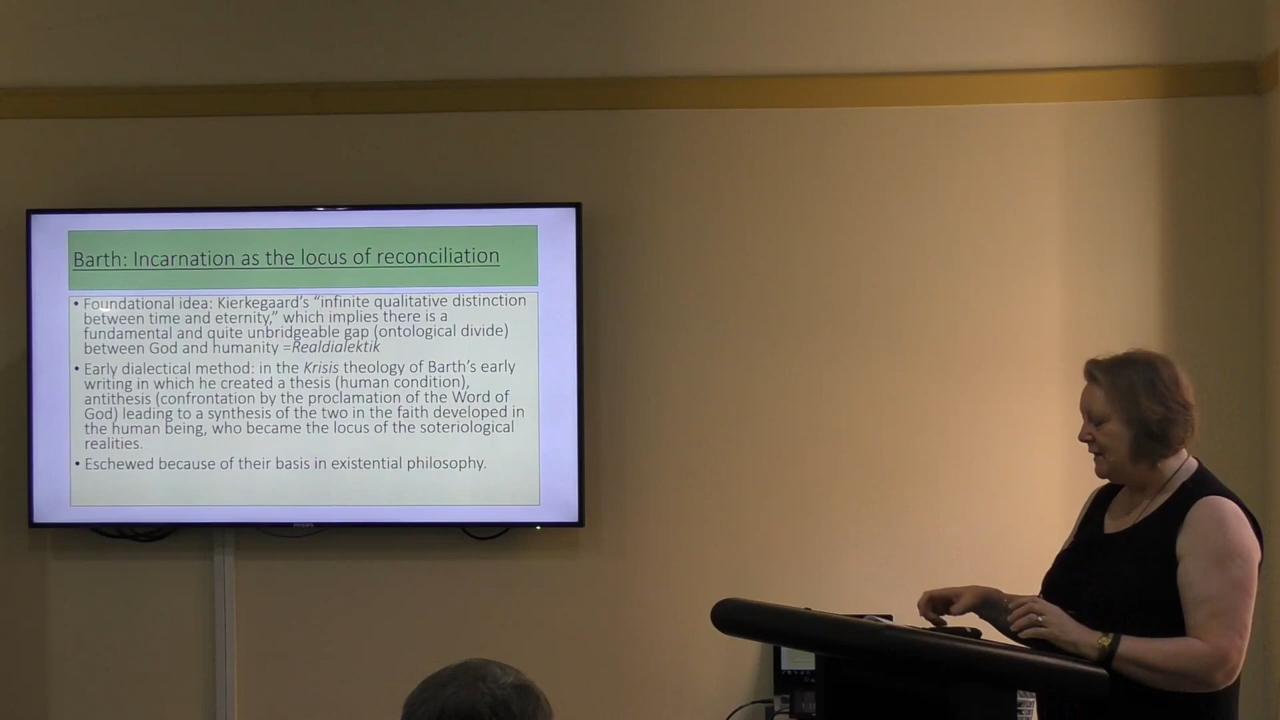 Barth: Incarnation as the locus of reconciliation
• Foundational idea: Kierkegaard's “infinite qualitative distinction
between time and eternity,” which implies there is a
fundamental and quite unbridgeable gap (ontological divide)
between God and humanity =Realdialektik
• Early dialectical method: in the Krisis theology of Barth's early
writing in which he created a thesis (human condition),
antithesis (confrontation by the proclamation of the Word of
God) leading to a synthesis of the two in the faith developed in
the human being, who became the locus of the soteriological
realities.
• Eschewed because of their basis in existential philosophy.